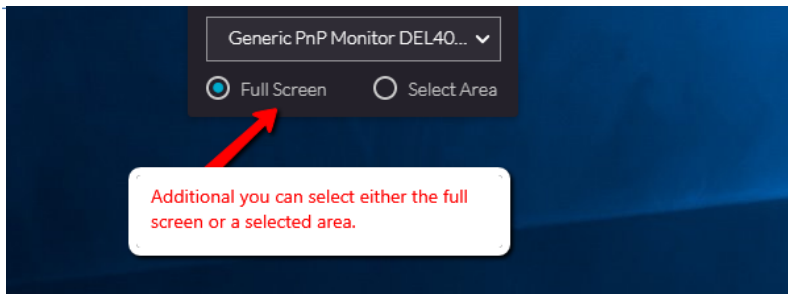 Generic PnP Monitor DEL40...
Full Screen Select Area
Additional you can select either the full
screen or a selected area.